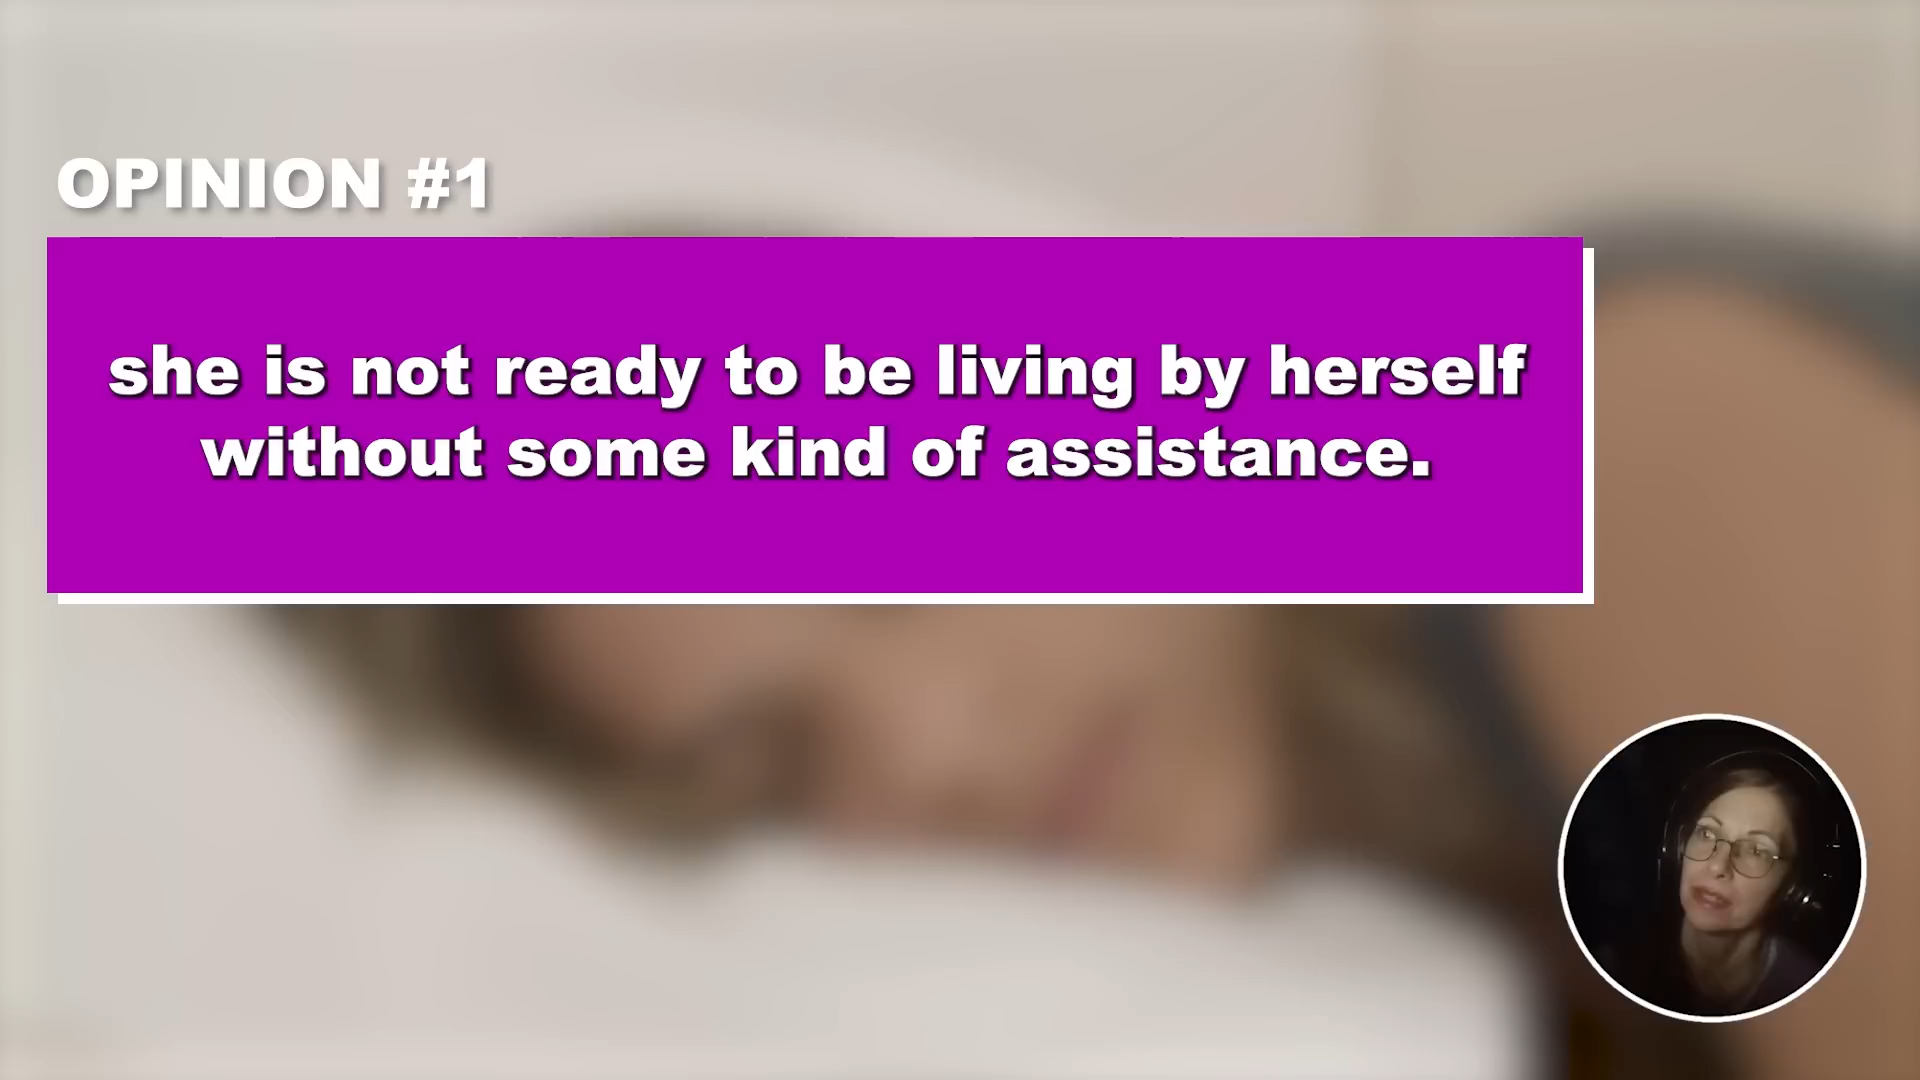 OPINION #1
she is not ready to be living by herself
without some kind of assistance.